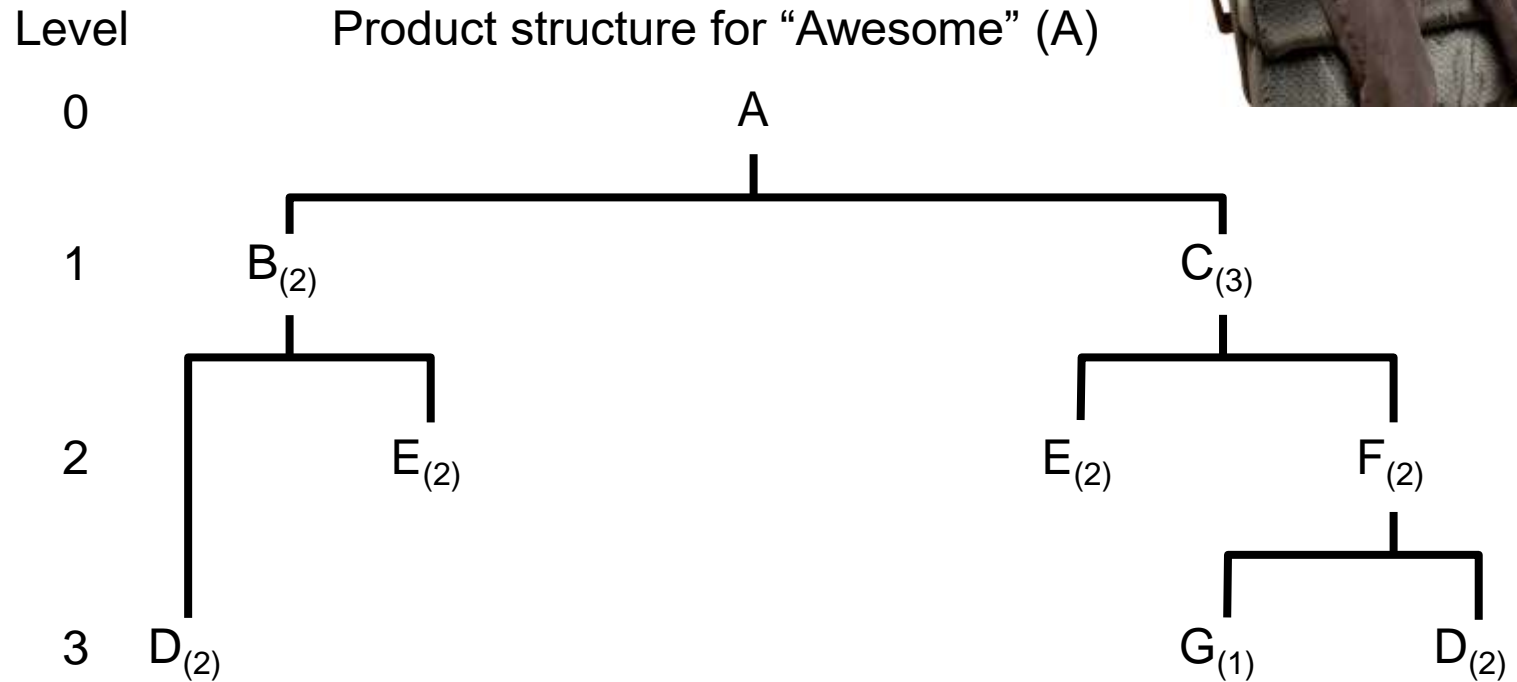 Level Product structure for “Awesome” (A)
0 A
1 B(2) C(3)
2 E(2) E(2) F(2)
3 D(2) G(1) D(2)